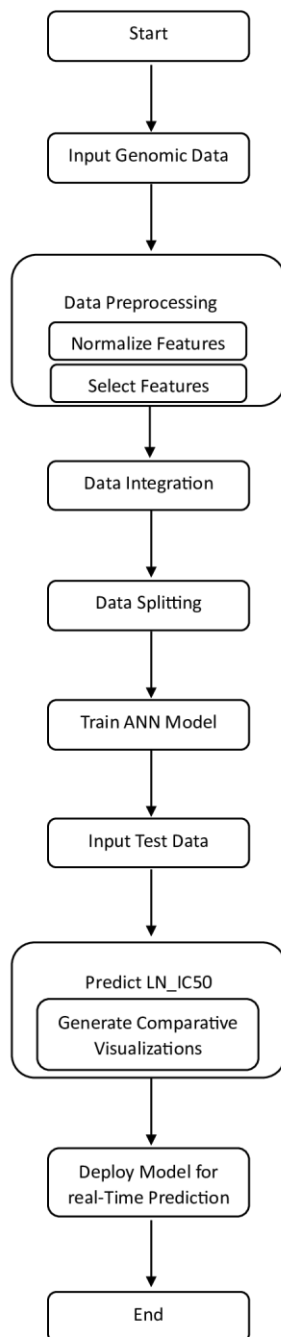 Start
Input Genomic Data
Data Preprocessing
Normalize Features
Select Features
Data Integration
Data Splitting
Train ANN Model
Input Test Data
Predict LN_IC50
Generate Comparative
Visualizations
Deploy Model for
real-Time Prediction
End